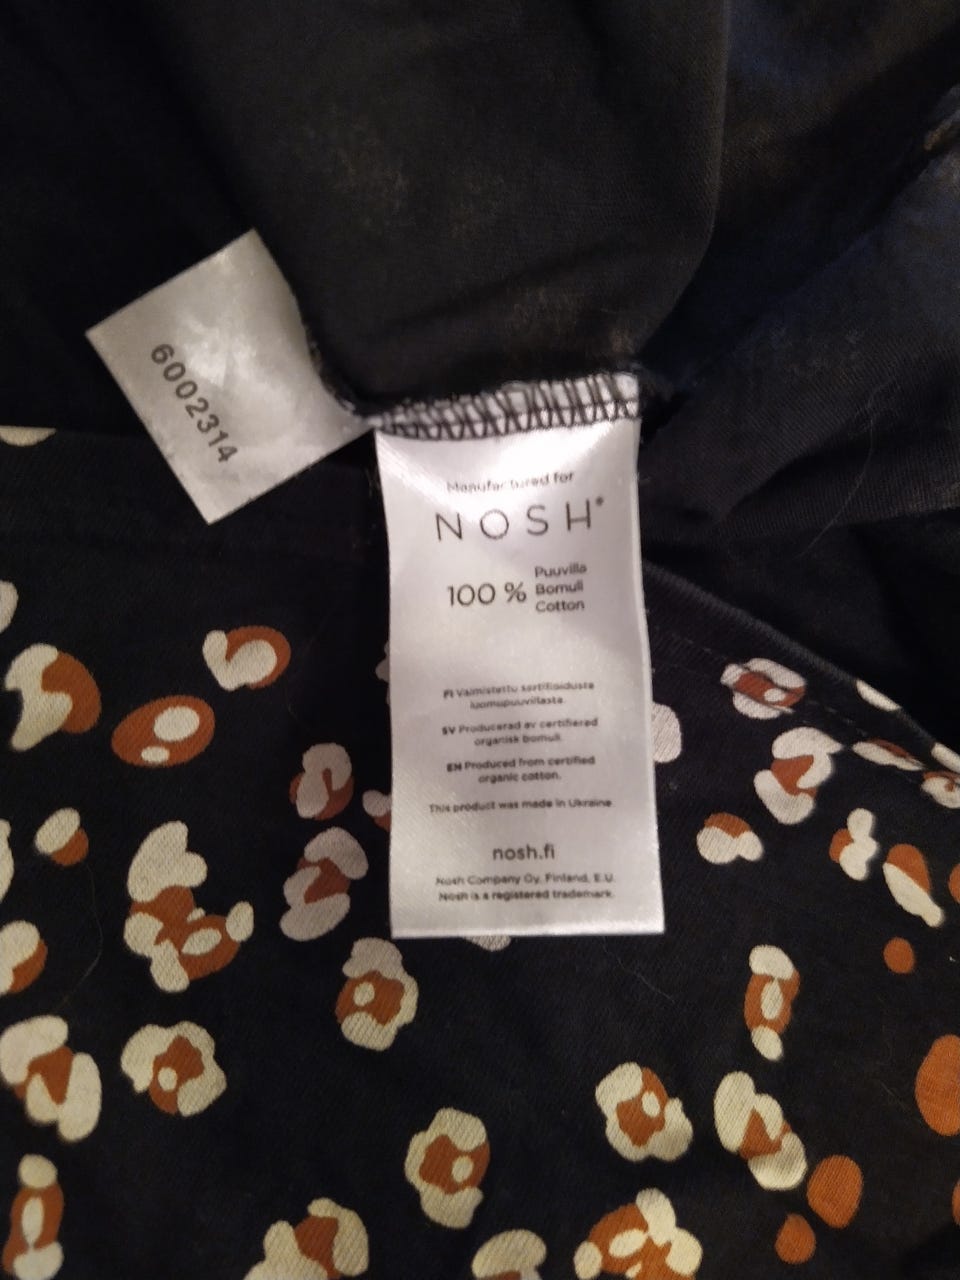 6002314
Manufactured for
NOSH®
100 % Puuvilla
Bomull
Cotton
FI Valmistettu sertifioidusta
luomupuuvillasta.
SV Producerad av certifierad
organisk bomull.
EN Produced from certified
organic cotton.
This product was made in Ukraine.
nosh.fi
Nosh Company Oy, Finland, E.U.
Nosh is a registered trademark.